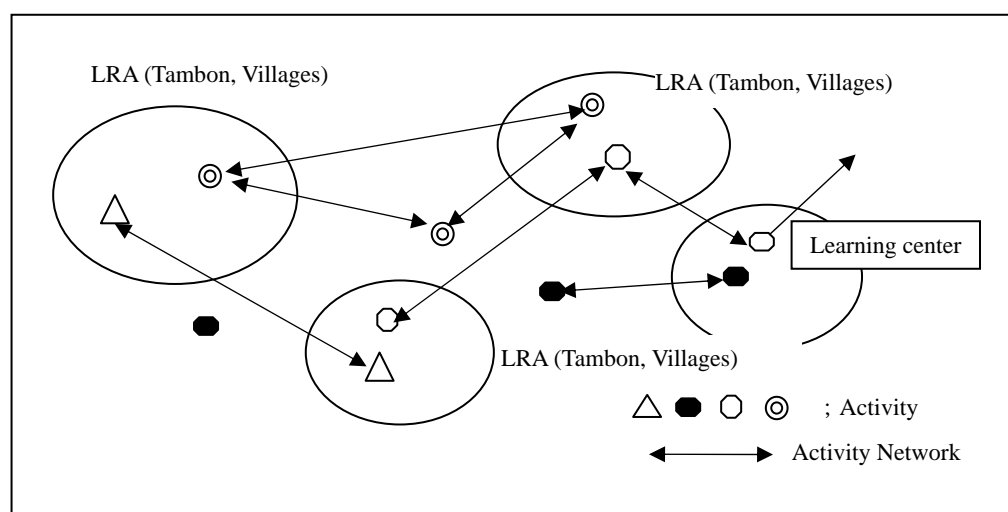 LRA (Tambon, Villages)
LRA (Tambon, Villages)
Learning center
LRA (Tambon, Villages)
; Activity
Activity Network